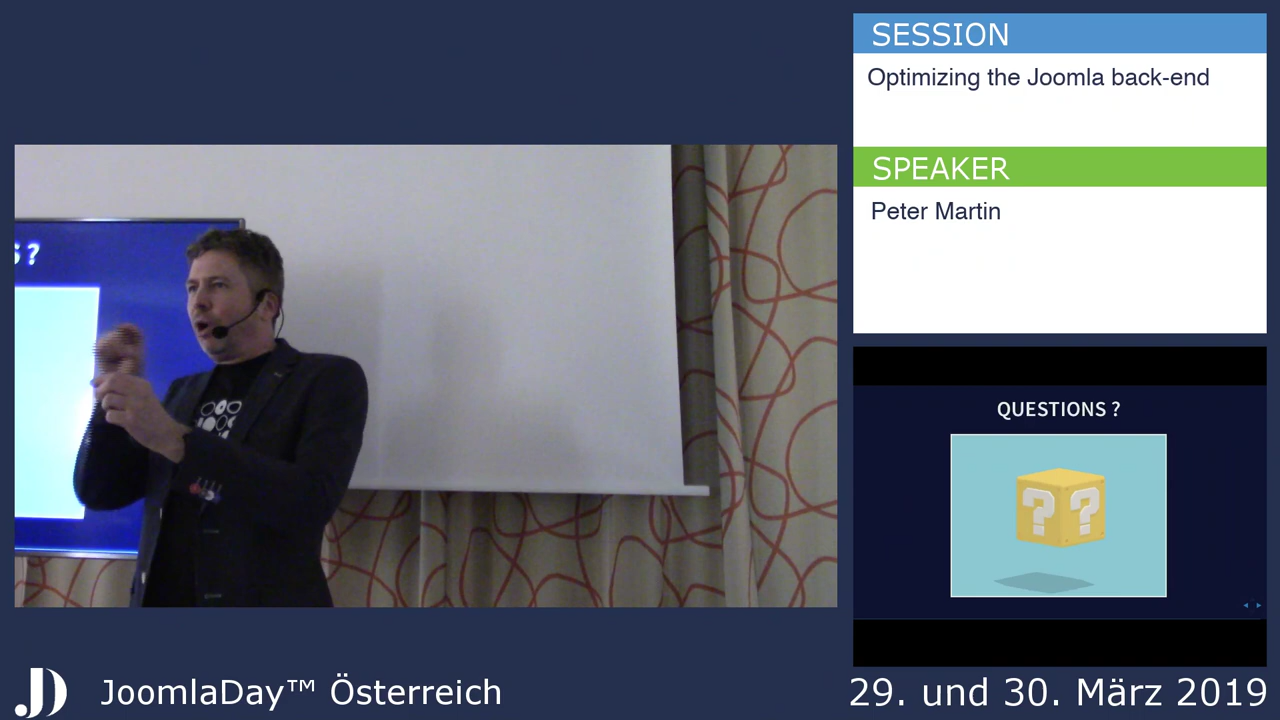 SESSION
Optimizing the Joomla back-end
SPEAKER
Peter Martin
S ?
QUESTIONS ?
? ?
JoomlaDay™ Österreich
29. und 30. März 2019